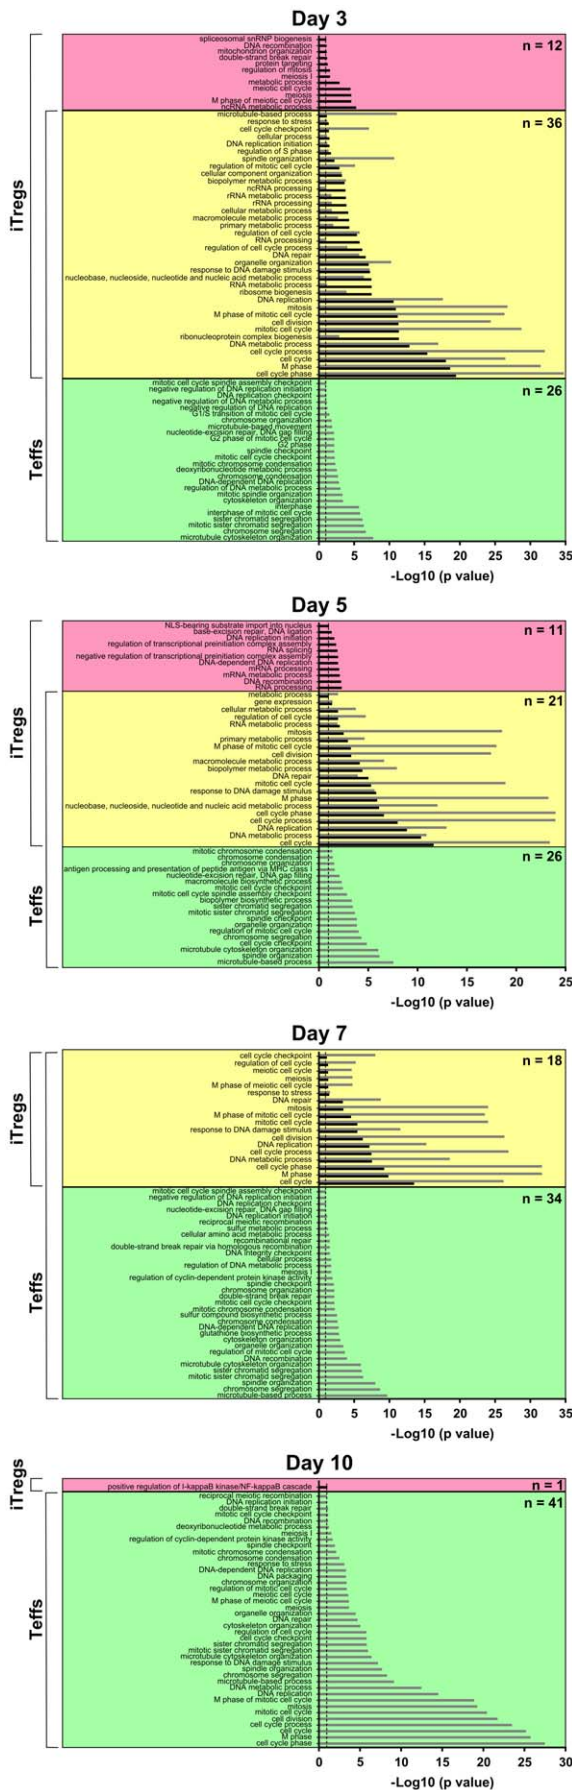 Day 3
n = 12
spliceosomal snRNP biogenesis
DNA recombination
mitochondrion organization
double-strand break repair
protein targeting
regulation of mitosis
meiosis I
metabolic process
meiotic cell cycle
meiosis
M phase of meiotic cell cycle
ncRNA metabolic process
iTregs
n = 36
microtubule-based process
response to stress
cell cycle checkpoint
cellular process
DNA replication initiation
regulation of S phase
spindle organization
regulation of mitotic cell cycle
cellular component organization
biopolymer metabolic process
ncRNA processing
rRNA metabolic process
rRNA processing
cellular metabolic process
macromolecule metabolic process
primary metabolic process
regulation of cell cycle
RNA processing
regulation of cell cycle process
DNA repair
organelle organization
response to DNA damage stimulus
nucleobase, nucleoside, nucleotide and nucleic acid metabolic process
RNA metabolic process
ribosome biogenesis
DNA replication
mitosis
M phase of mitotic cell cycle
cell division
mitotic cell cycle
ribonucleoprotein complex biogenesis
DNA metabolic process
cell cycle process
cell cycle
M phase
cell cycle phase
Teffs
n = 26
mitotic cell cycle spindle assembly checkpoint
negative regulation of DNA replication initiation
DNA replication checkpoint
negative regulation of DNA metabolic process
negative regulation of DNA replication
G1/S transition of mitotic cell cycle
chromosome organization
microtubule-based movement
nucleotide-excision repair, DNA gap filling
G2 phase of mitotic cell cycle
G2 phase
spindle checkpoint
mitotic cell cycle checkpoint
mitotic chromosome condensation
deoxyribonucleotide metabolic process
chromosome condensation
DNA-dependent DNA replication
regulation of DNA metabolic process
mitotic spindle organization
cytoskeleton organization
interphase
interphase of mitotic cell cycle
sister chromatid segregation
mitotic sister chromatid segregation
chromosome segregation
microtubule cytoskeleton organization
0 5 10 15 20 25 30 35
-Log10 (p value)
Day 5
n = 11
NLS-bearing substrate import into nucleus
base-excision repair, DNA ligation
DNA replication initiation
regulation of transcriptional preinitiation complex assembly
RNA splicing
negative regulation of transcriptional preinitiation complex assembly
DNA-dependent DNA replication
mRNA processing
mRNA metabolic process
DNA recombination
RNA processing
iTregs
n = 21
metabolic process
gene expression
cellular metabolic process
regulation of cell cycle
RNA metabolic process
mitosis
primary metabolic process
M phase of mitotic cell cycle
cell division
macromolecule metabolic process
biopolymer metabolic process
DNA repair
mitotic cell cycle
response to DNA damage stimulus
M phase
nucleobase, nucleoside, nucleotide and nucleic acid metabolic process
cell cycle phase
cell cycle process
DNA replication
DNA metabolic process
cell cycle
Teffs
n = 26
mitotic chromosome condensation
chromosome condensation
chromosome organization
antigen processing and presentation of peptide antigen via MHC class I
nucleotide-excision repair, DNA gap filling
macromolecule biosynthetic process
mitotic cell cycle checkpoint
mitotic cell cycle spindle assembly checkpoint
biopolymer biosynthetic process
sister chromatid segregation
mitotic sister chromatid segregation
spindle checkpoint
organelle organization
regulation of mitotic cell cycle
chromosome segregation
cell cycle checkpoint
microtubule cytoskeleton organization
spindle organization
microtubule-based process
0 5 10 15 20 25
-Log10 (p value)
Day 7
iTregs
n = 18
cell cycle checkpoint
regulation of cell cycle
meiotic cell cycle
meiosis
M phase of meiotic cell cycle
response to stress
DNA repair
mitosis
M phase of mitotic cell cycle
mitotic cell cycle
response to DNA damage stimulus
cell division
DNA replication
cell cycle process
DNA metabolic process
cell cycle phase
M phase
cell cycle
Teffs
n = 34
mitotic cell cycle spindle assembly checkpoint
negative regulation of DNA replication initiation
DNA replication checkpoint
nucleotide-excision repair, DNA gap filling
DNA replication initiation
reciprocal meiotic recombination
sulfur metabolic process
cellular amino acid metabolic process
recombinational repair
double-strand break repair via homologous recombination
DNA integrity checkpoint
cellular process
regulation of DNA metabolic process
meiosis I
regulation of cyclin-dependent protein kinase activity
spindle checkpoint
chromosome organization
double-strand break repair
mitotic cell cycle checkpoint
mitotic chromosome condensation
sulfur compound biosynthetic process
chromosome condensation
DNA-dependent DNA replication
glutathione biosynthetic process
cytoskeleton organization
organelle organization
regulation of mitotic cell cycle
DNA recombination
microtubule cytoskeleton organization
sister chromatid segregation
mitotic sister chromatid segregation
spindle organization
chromosome segregation
microtubule-based process
0 5 10 15 20 25 30 35
-Log10 (p value)
Day 10
iTregs
n = 1
positive regulation of I-kappaB kinase/NF-kappaB cascade
Teffs
n = 41
reciprocal meiotic recombination
DNA replication initiation
double-strand break repair
mitotic cell cycle checkpoint
DNA recombination
deoxyribonucleotide metabolic process
meiosis I
regulation of cyclin-dependent protein kinase activity
spindle checkpoint
mitotic chromosome condensation
chromosome condensation
response to stress
DNA-dependent DNA replication
DNA packaging
chromosome organization
regulation of mitotic cell cycle
meiotic cell cycle
M phase of meiotic cell cycle
meiosis
organelle organization
DNA repair
cytoskeleton organization
regulation of cell cycle
cell cycle checkpoint
sister chromatid segregation
mitotic sister chromatid segregation
microtubule cytoskeleton organization
response to DNA damage stimulus
spindle organization
chromosome segregation
microtubule-based process
DNA metabolic process
DNA replication
M phase of mitotic cell cycle
mitosis
mitotic cell cycle
cell division
cell cycle process
cell cycle
M phase
cell cycle phase
0 5 10 15 20 25 30
-Log10 (p value)